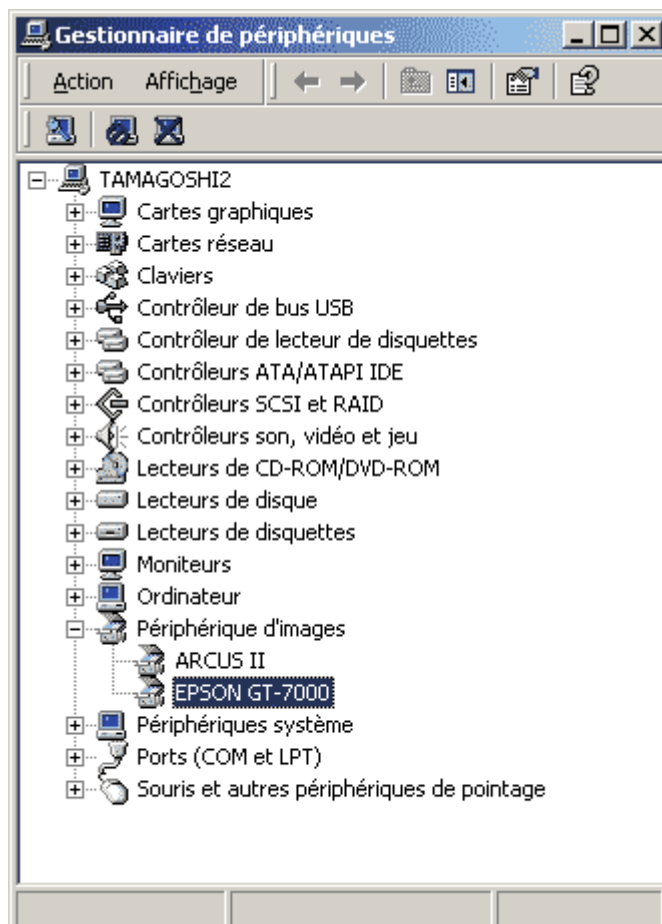 Gestionnaire de périphériques
Action Affichage
TAMAGOSHI2
Cartes graphiques
Cartes réseau
Claviers
Contrôleur de bus USB
Contrôleur de lecteur de disquettes
Contrôleurs ATA/ATAPI IDE
Contrôleurs SCSI et RAID
Contrôleurs son, vidéo et jeu
Lecteurs de CD-ROM/DVD-ROM
Lecteurs de disque
Lecteurs de disquettes
Moniteurs
Ordinateur
Périphérique d'images
ARCUS II
EPSON GT-7000
Périphériques système
Ports (COM et LPT)
Souris et autres périphériques de pointage